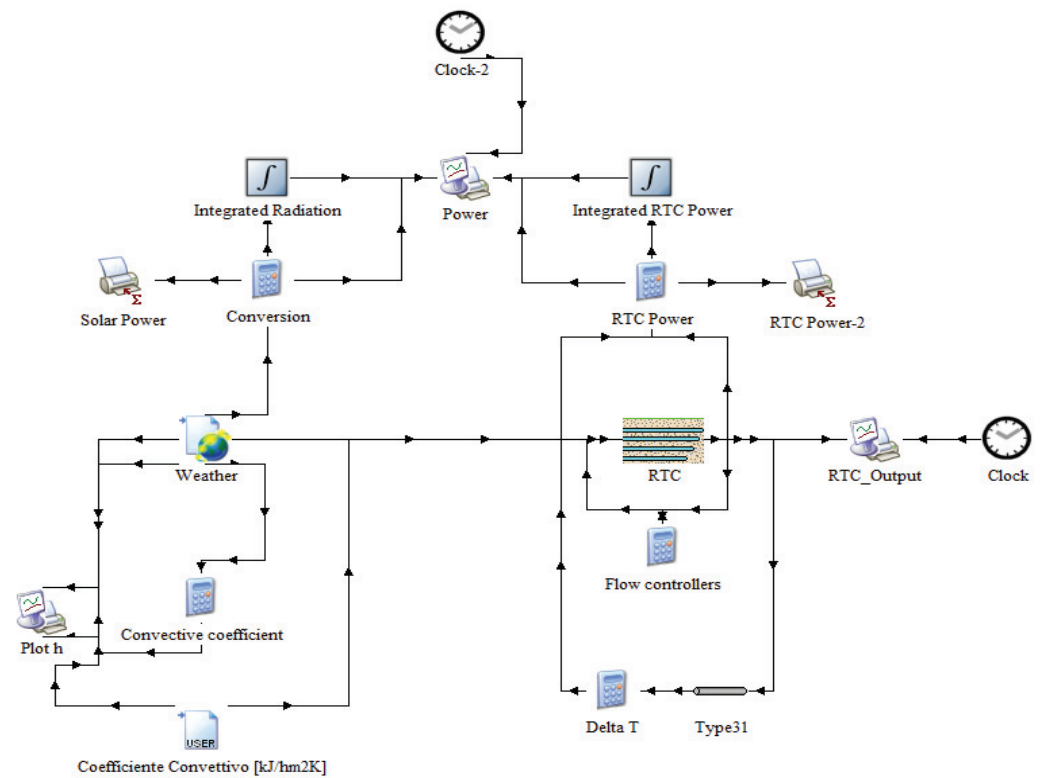 Clock-2
Integrated Radiation
Power
Integrated RTC Power
Σ
Solar Power
Conversion
RTC Power
Σ
RTC Power-2
Weather
RTC
RTC_Output
Clock
Flow controllers
Convective coefficient
Plot h
Delta T
Type31
USER
Coefficiente Convettivo [kJ/hm2K]